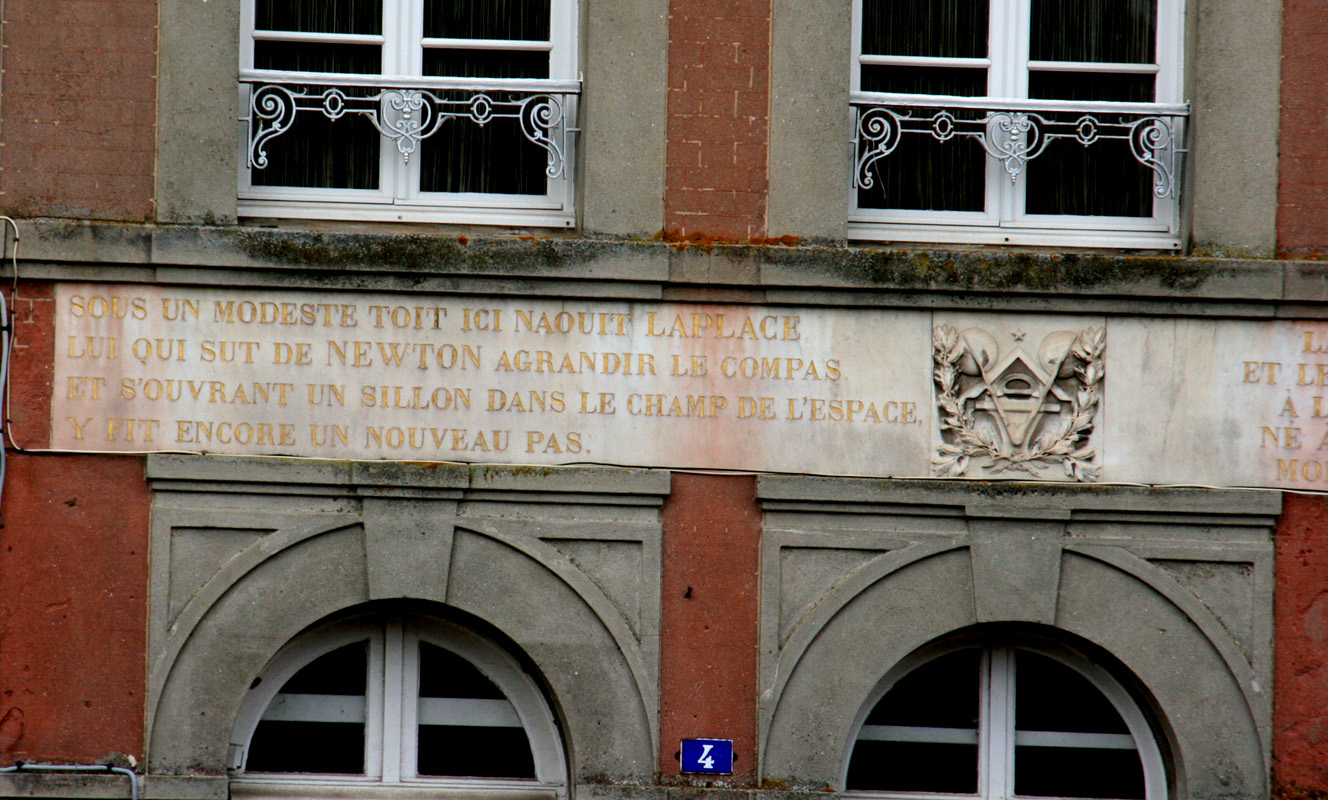 SOUS UN MODESTE TOIT ICI NAQUIT LAPLACE
LUI QUI SUT DE NEWTON AGRANDIR LE COMPAS
ET S'OUVRANT UN SILLON DANS LE CHAMP DE L'ESPACE,
Y FIT ENCORE UN NOUVEAU PAS.
ET
À
NE
4